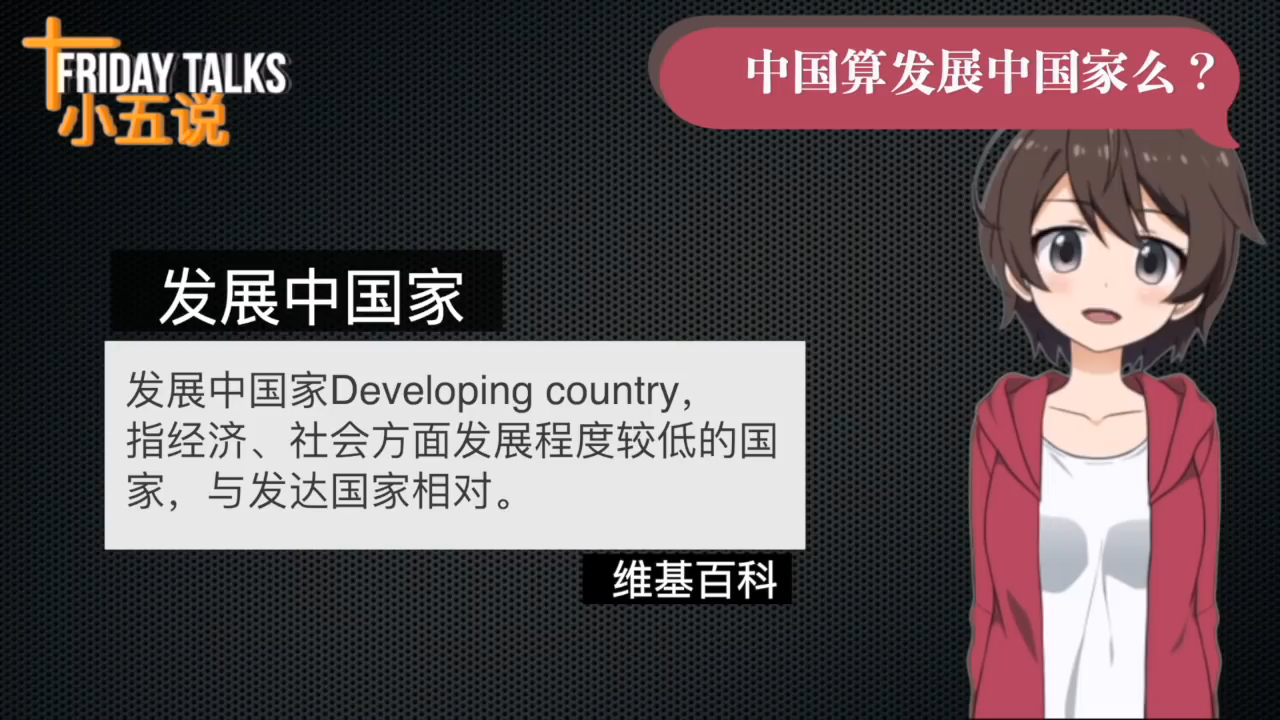 FRIDAY TALKS
小五说
中国算发展中国家么？
发展中国家
发展中国家Developing country，
指经济、社会方面发展程度较低的国
家，与发达国家相对。
维基百科